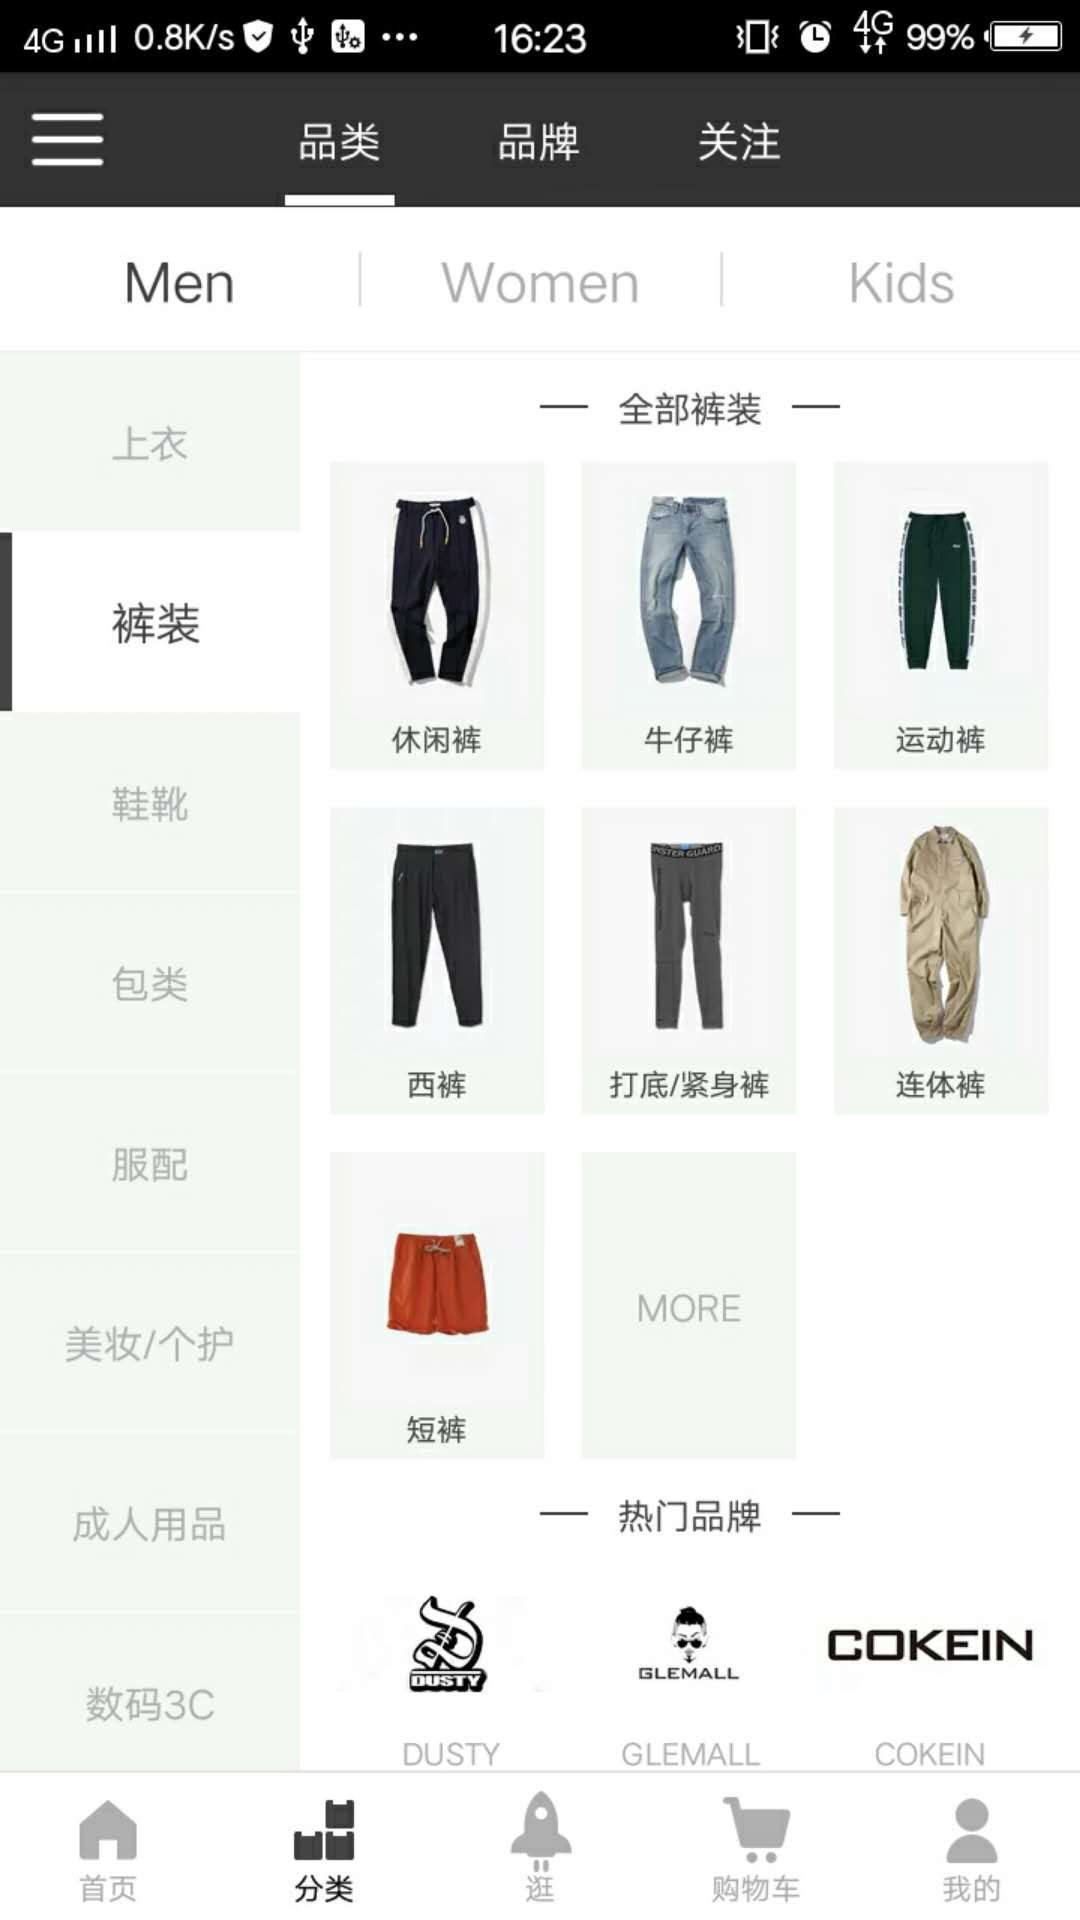 4G 0.8K/s 16:23 4G 99%
品类 品牌 关注
Men Women Kids
上衣
裤装
鞋靴
包类
服配
美妆/个护
成人用品
数码3C
全部裤装
休闲裤 牛仔裤 运动裤
NSTER GUARD
西裤 打底/紧身裤 连体裤
MORE
短裤
热门品牌
DUSTY GLEMALL COKEIN
DUSTY GLEMALL COKEIN
首页 分类 逛 购物车 我的